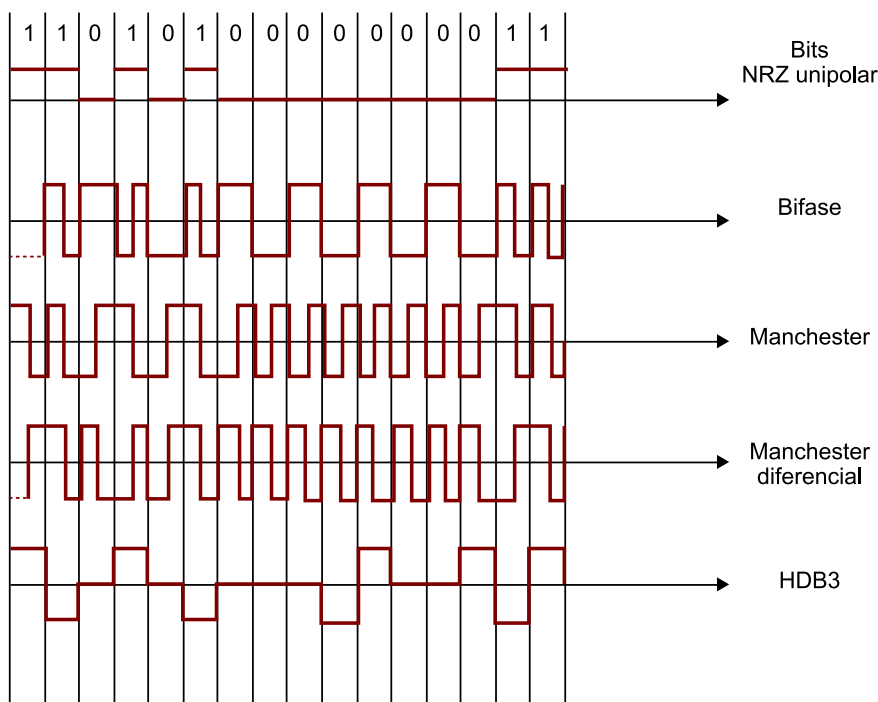 1 1 0 1 0 1 0 0 0 0 0 0 0 0 1 1
Bits
NRZ unipolar
Bifase
Manchester
Manchester
diferencial
HDB3